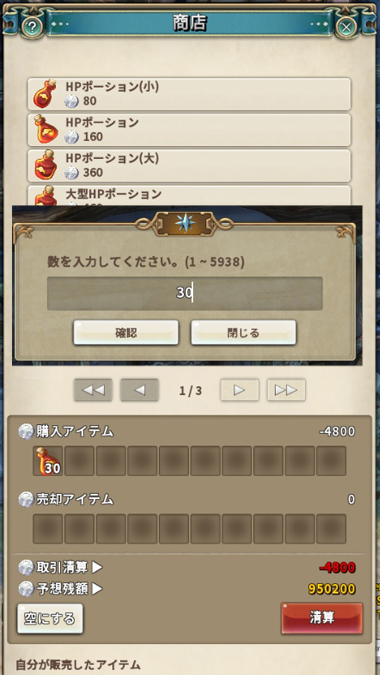 商店
HPポーション(小)
80
HPポーション
160
HPポーション(大)
360
大型HPポーション
数を入力してください。(1 ~ 5938)
30
確認 閉じる
1 / 3
購入アイテム -4800
30
売却アイテム 0
取引清算 ▶ -4800
予想残額 ▶ 950200
空にする 清算
自分が販売したアイテム